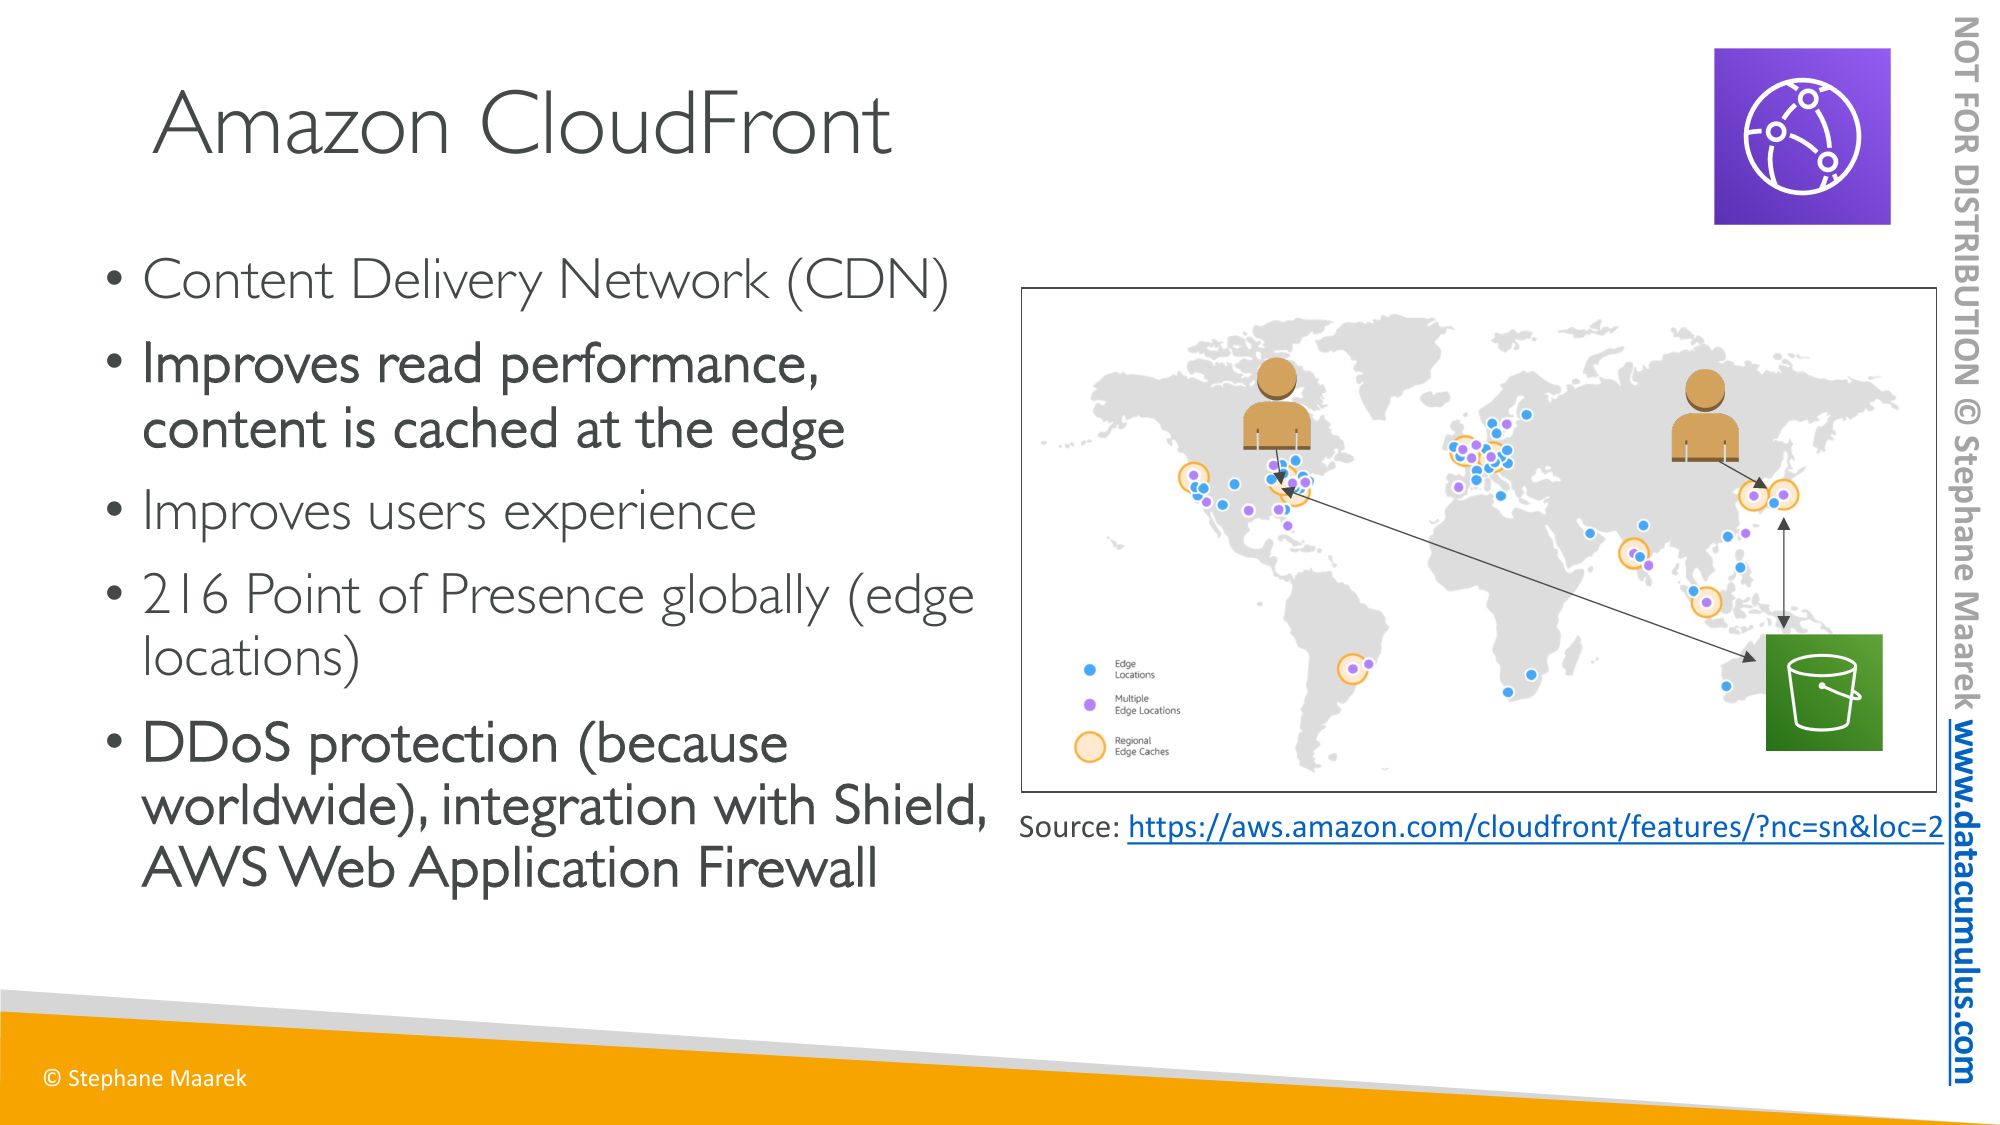 Amazon CloudFront
• Content Delivery Network (CDN)
• Improves read performance,
content is cached at the edge
• Improves users experience
• 216 Point of Presence globally (edge
locations)
• DDoS protection (because
worldwide), integration with Shield,
AWS Web Application Firewall
Edge
Locations
Multiple
Edge Locations
Regional
Edge Caches
Source: https://aws.amazon.com/cloudfront/features/?nc=sn&loc=2
© Stephane Maarek
NOT FOR DISTRIBUTION © Stephane Maarek www.datacumulus.com